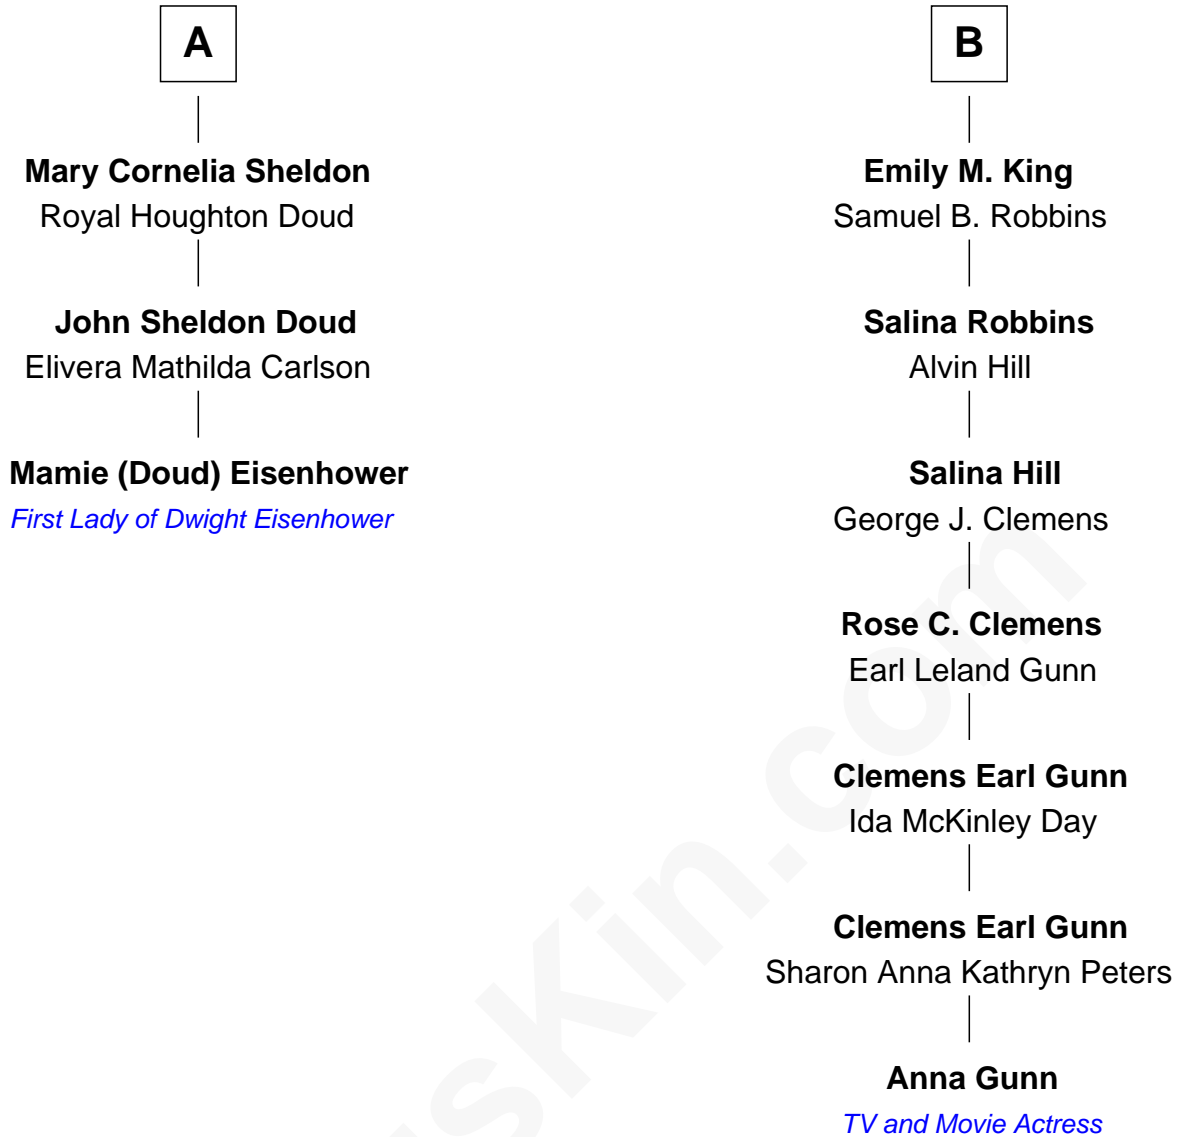 A
Mary Cornelia Sheldon
Royal Houghton Doud
John Sheldon Doud
Elivera Mathilda Carlson
Mamie (Doud) Eisenhower
First Lady of Dwight Eisenhower
B
Emily M. King
Samuel B. Robbins
Salina Robbins
Alvin Hill
Salina Hill
George J. Clemens
Rose C. Clemens
Earl Leland Gunn
Clemens Earl Gunn
Ida McKinley Day
Clemens Earl Gunn
Sharon Anna Kathryn Peters
Anna Gunn
TV and Movie Actress
sKin.com